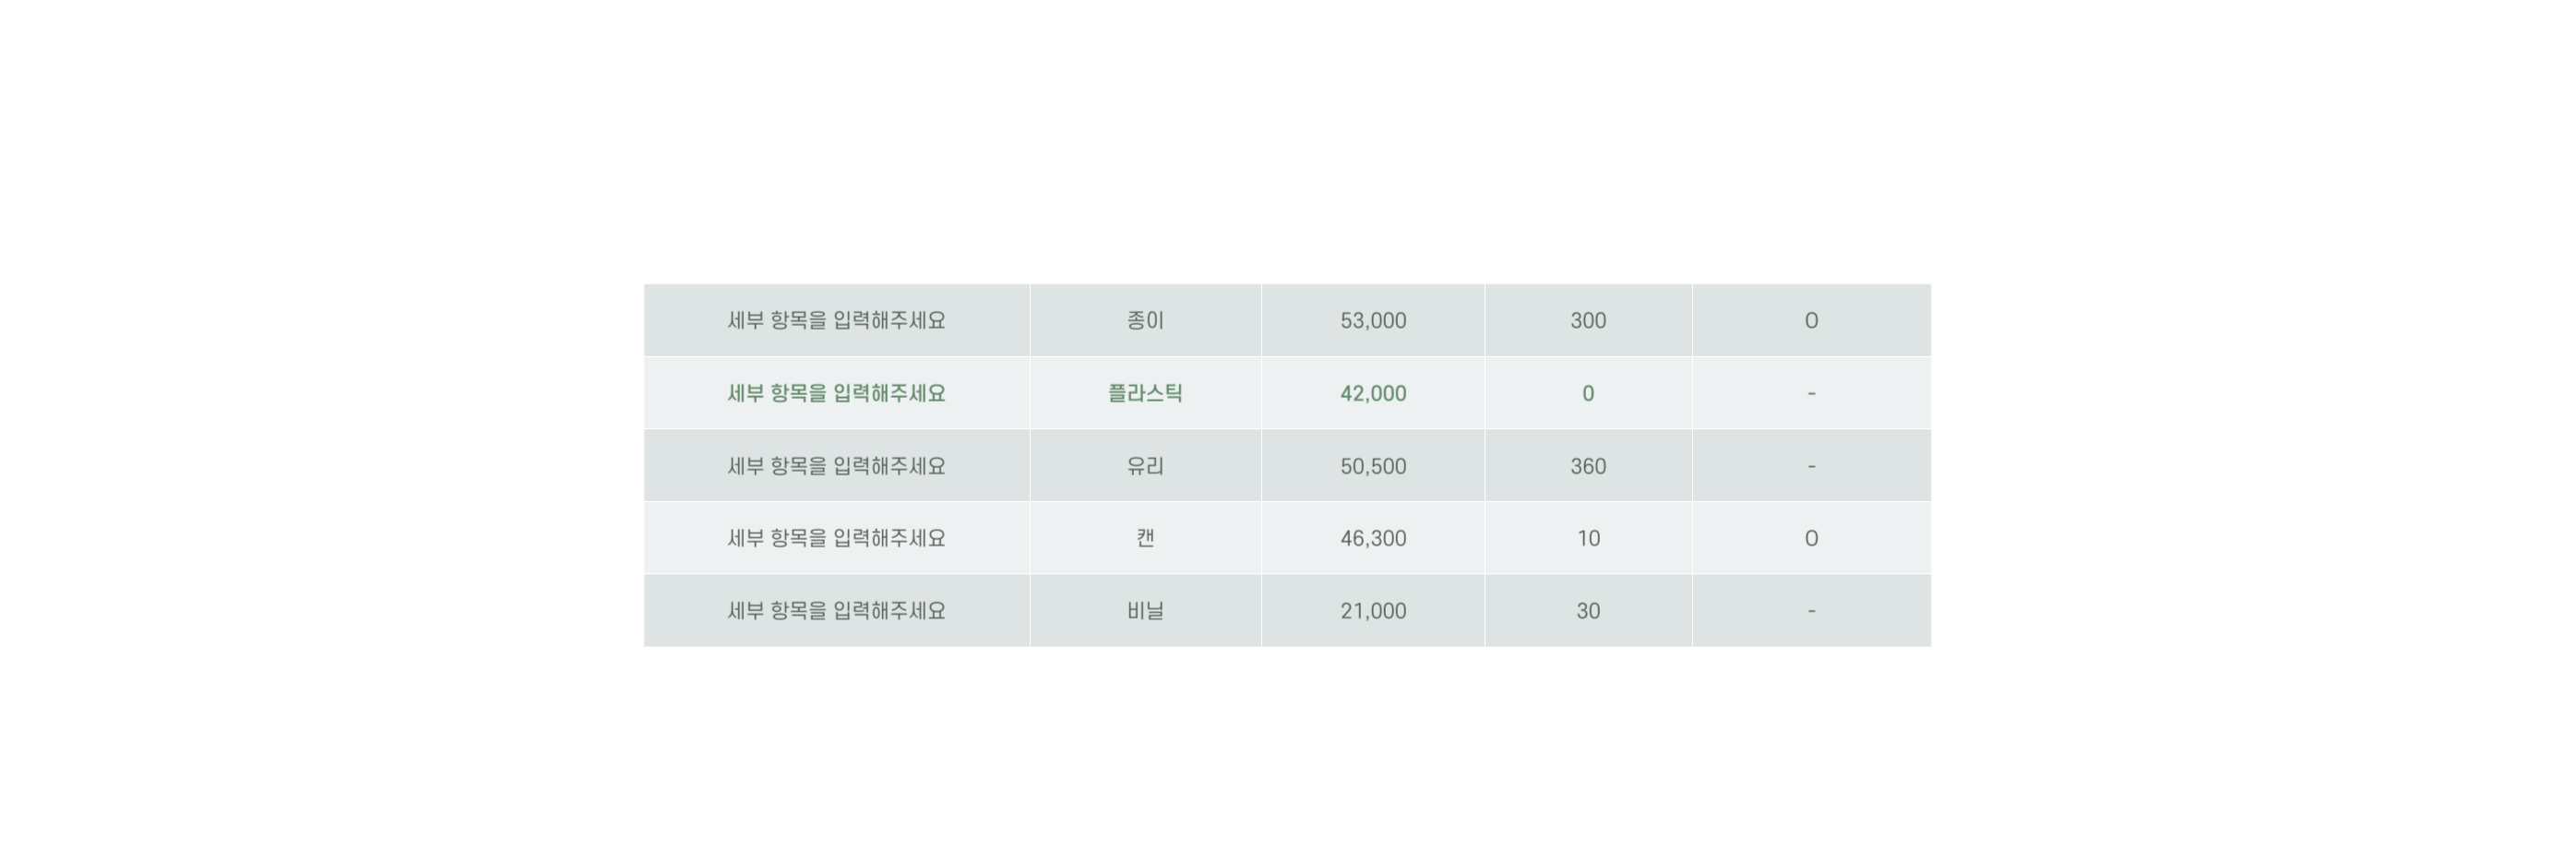 세부 항목을 입력해주세요 종이 53,000 300 O
세부 항목을 입력해주세요 플라스틱 42,000 0 -
세부 항목을 입력해주세요 유리 50,500 360 -
세부 항목을 입력해주세요 캔 46,300 10 O
세부 항목을 입력해주세요 비닐 21,000 30 -